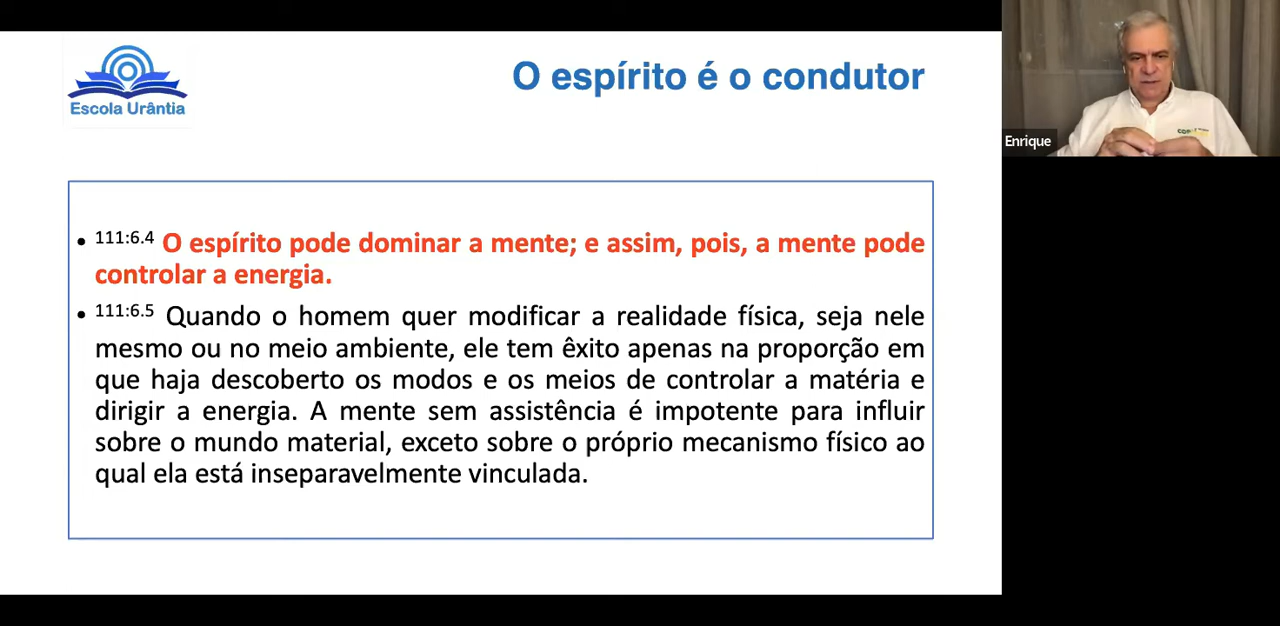 Escola Urântia
O espírito é o condutor
• 111:6.4 O espírito pode dominar a mente; e assim, pois, a mente pode
controlar a energia.
• 111:6.5 Quando o homem quer modificar a realidade física, seja nele
mesmo ou no meio ambiente, ele tem êxito apenas na proporção em
que haja descoberto os modos e os meios de controlar a matéria e
dirigir a energia. A mente sem assistência é impotente para influir
sobre o mundo material, exceto sobre o próprio mecanismo físico ao
qual ela está inseparavelmente vinculada.
Enrique